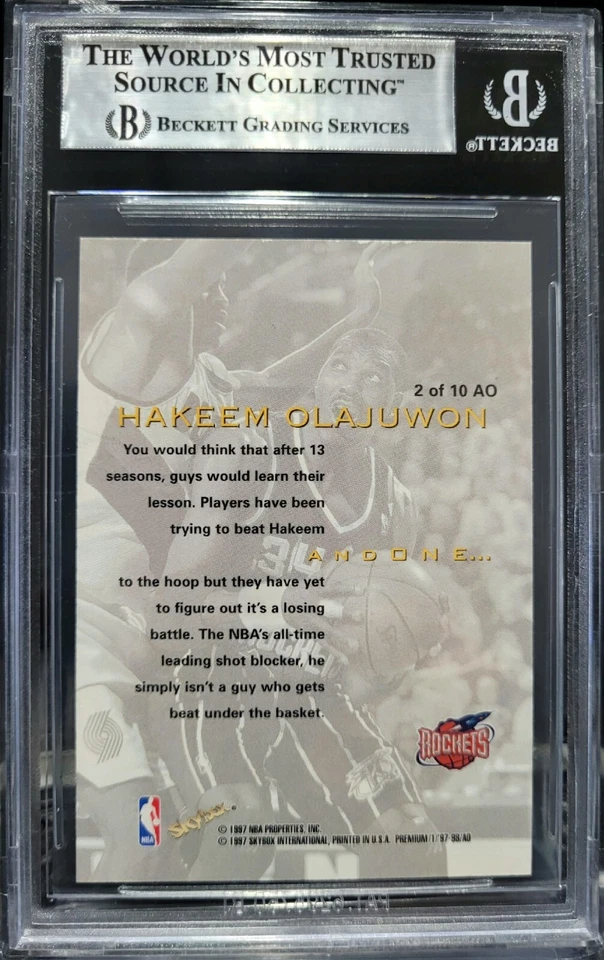 THE WORLD'S MOST TRUSTED
SOURCE IN COLLECTING™
B BECKETT GRADING SERVICES
B
BECKETT®
2 of 10 AO
HAKEEM OLAJUWON
You would think that after 13
seasons, guys would learn their
lesson. Players have been
trying to beat Hakeem
AND ONE...
to the hoop but they have yet
to figure out it's a losing
battle. The NBA's all-time
leading shot blocker, he
simply isn't a guy who gets
beat under the basket.
34
ROCKETS
NBA
SkyBox®
© 1997 NBA PROPERTIES, INC.
© 1997 SKYBOX INTERNATIONAL, PRINTED IN U.S.A. PREMIUM/1/'97-98/AO